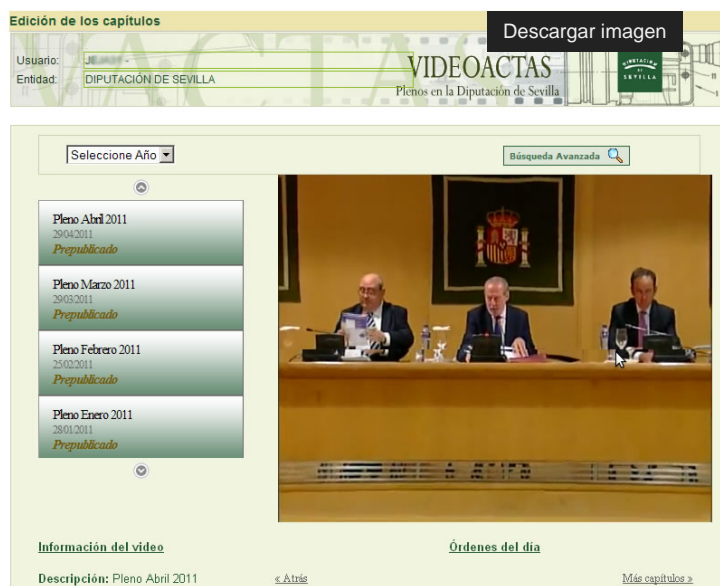 Edición de los capítulos
Descargar imagen
Usuario:
Entidad: DIPUTACIÓN DE SEVILLA
VIDEOACTAS
Plenos en la Diputación de Sevilla
DIPUTACIÓN
DE
SEVILLA
Seleccione Año
Búsqueda Avanzada
Pleno Abril 2011
29/04/2011
Prepublicado
Pleno Marzo 2011
29/03/2011
Prepublicado
Pleno Febrero 2011
25/02/2011
Prepublicado
Pleno Enero 2011
28/01/2011
Prepublicado
Información del video
Órdenes del día
Descripción: Pleno Abril 2011
« Atrás
Más capítulos »